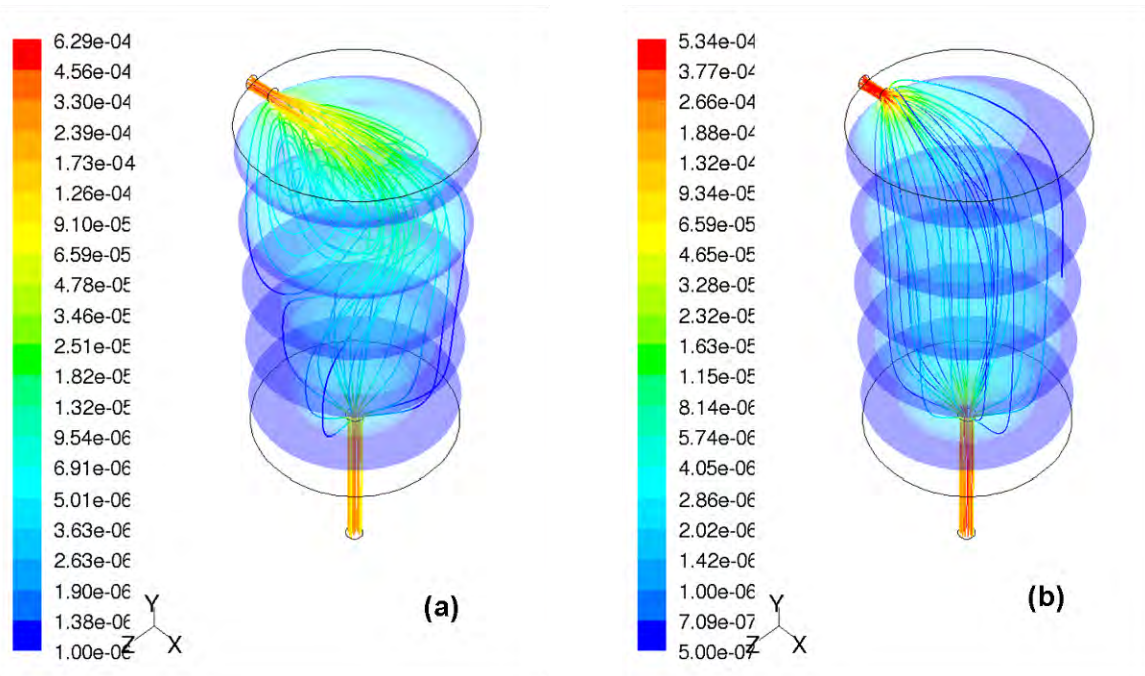 6.29e-04
4.56e-04
3.30e-04
2.39e-04
1.73e-04
1.26e-04
9.10e-05
6.59e-05
4.78e-05
3.46e-05
2.51e-05
1.82e-05
1.32e-05
9.54e-06
6.91e-06
5.01e-06
3.63e-06
2.63e-06
1.90e-06
1.38e-06
1.00e-06
Y
Z X
(a)
5.34e-04
3.77e-04
2.66e-04
1.88e-04
1.32e-04
9.34e-05
6.59e-05
4.65e-05
3.28e-05
2.32e-05
1.63e-05
1.15e-05
8.14e-06
5.74e-06
4.05e-06
2.86e-06
2.02e-06
1.42e-06
1.00e-06
7.09e-07
5.00e-07
Y
Z X
(b)